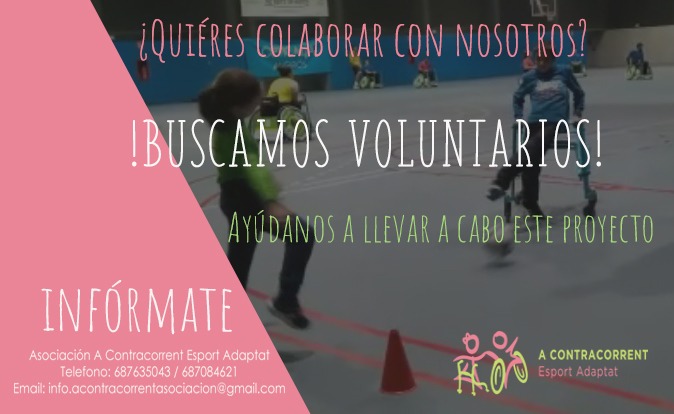 ¿QUIÉRES COLABORAR CON NOSOTROS?
!BUSCAMOS VOLUNTARIOS!
AYÚDANOS A LLEVAR A CABO ESTE PROYECTO
INFÓRMATE
Asociación A Contracorrent Esport Adaptat
Telefono: 687635043 / 687084621
Email: info.acontracorrentasociacion@gmail.com
A CONTRACORRENT
Esport Adaptat